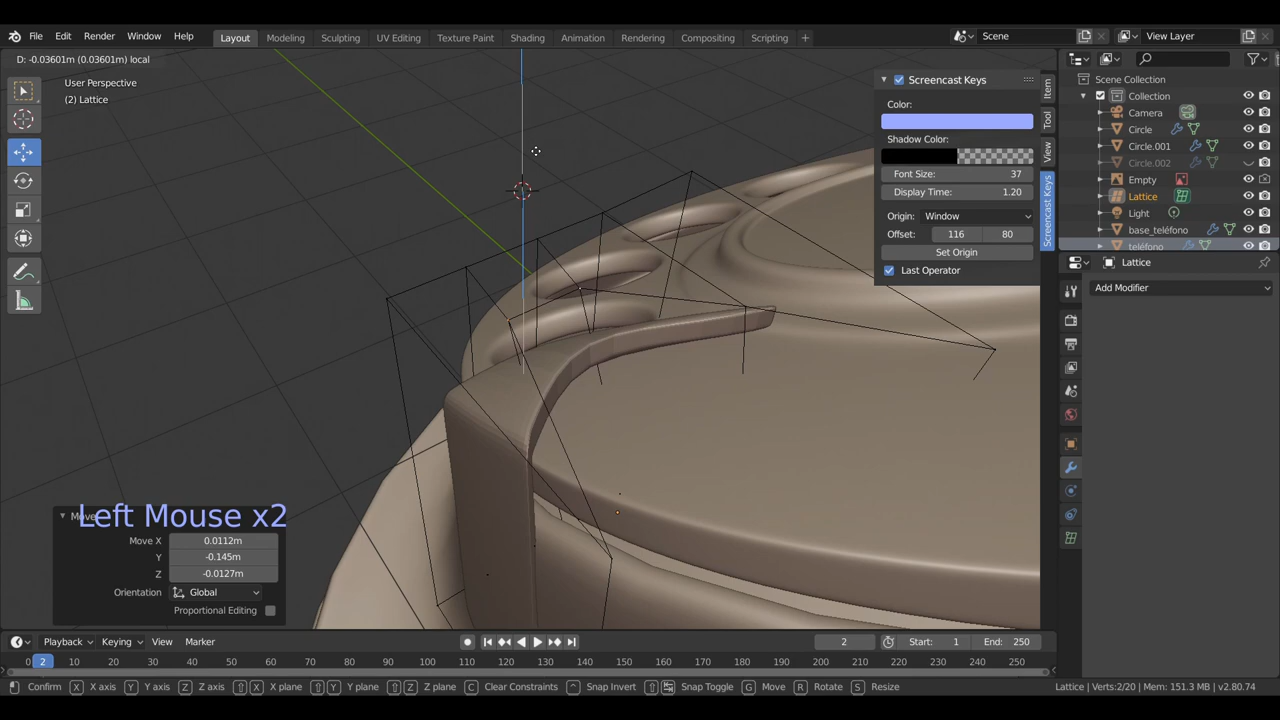 File Edit Render Window Help Layout Modeling Sculpting UV Editing Texture Paint Shading Animation Rendering Compositing Scripting + Scene View Layer
D: -0.03601m (0.03601m) local
User Perspective
(2) Lattice
Screencast Keys
Color:
Shadow Color:
Font Size: 37
Display Time: 1.20
Origin: Window
Offset: 116 80
Set Origin
Last Operator
Item
Tool
View
Screencast Keys
Scene Collection
Collection
Camera
Circle
Circle.001
Circle.002
Empty
Lattice
Light
base_teléfono
teléfono
Lattice
Add Modifier
Move
Left Mouse x2
Move X 0.0112m
Y -0.145m
Z -0.0127m
Orientation Global
Proportional Editing
Playback Keying View Marker 2 Start: 1 End: 250
0 2 10 20 30 40 50 60 70 80 90 100 110 120 130 140 150 160 170 180 190 200 210 220 230 240 250
Confirm X X axis Y Y axis Z Z axis X X plane Y Y plane Z Z plane C Clear Constraints Snap Invert Snap Toggle G Move R Rotate S Resize Lattice | Verts:2/20 | Mem: 151.3 MB | v2.80.74